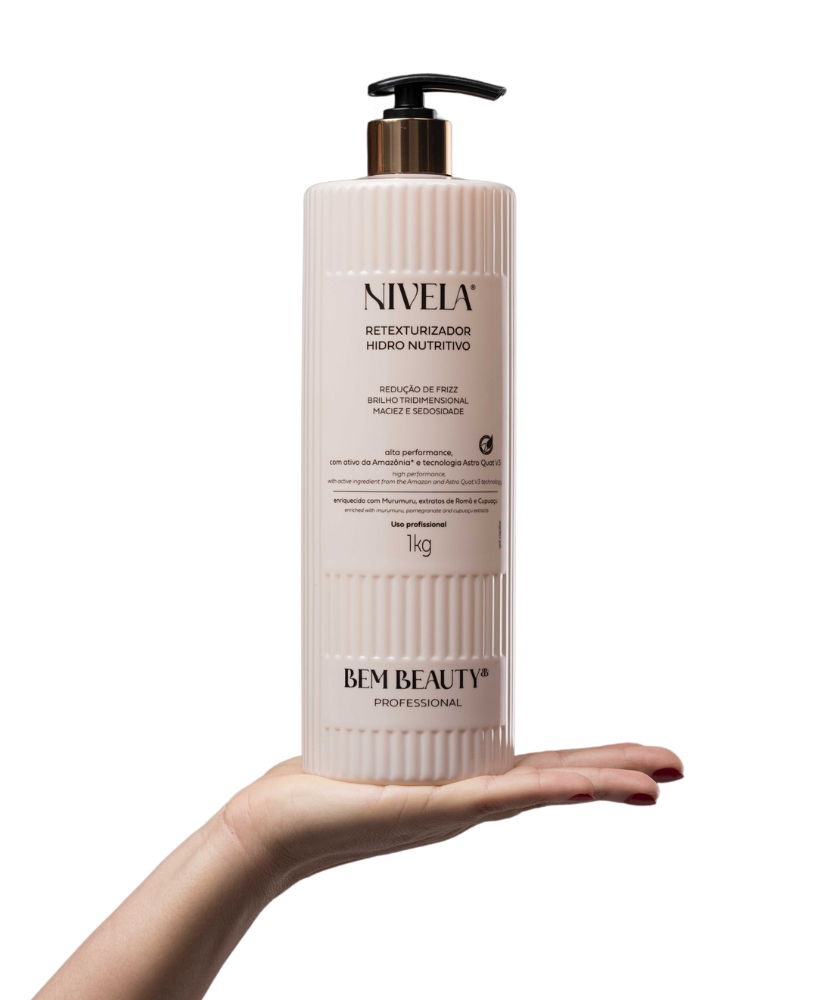 NIVELA®
RETEXTURIZADOR
HIDRO NUTRITIVO
REDUÇÃO DE FRIZZ
BRILHO TRIDIMENSIONAL
MACIEZ E SEDOSIDADE
alta performance,
com ativo da Amazônia* e tecnologia Astro Quat V3
high performance,
with active ingredient from the Amazon and Astro Quat V3 technology
enriquecido com Murumuru, extratos de Romã e Cupuaçu
enriched with murumuru, pomegranate and cupuaçu extracts
Uso profissional
1kg
BEM BEAUTY
PROFESSIONAL